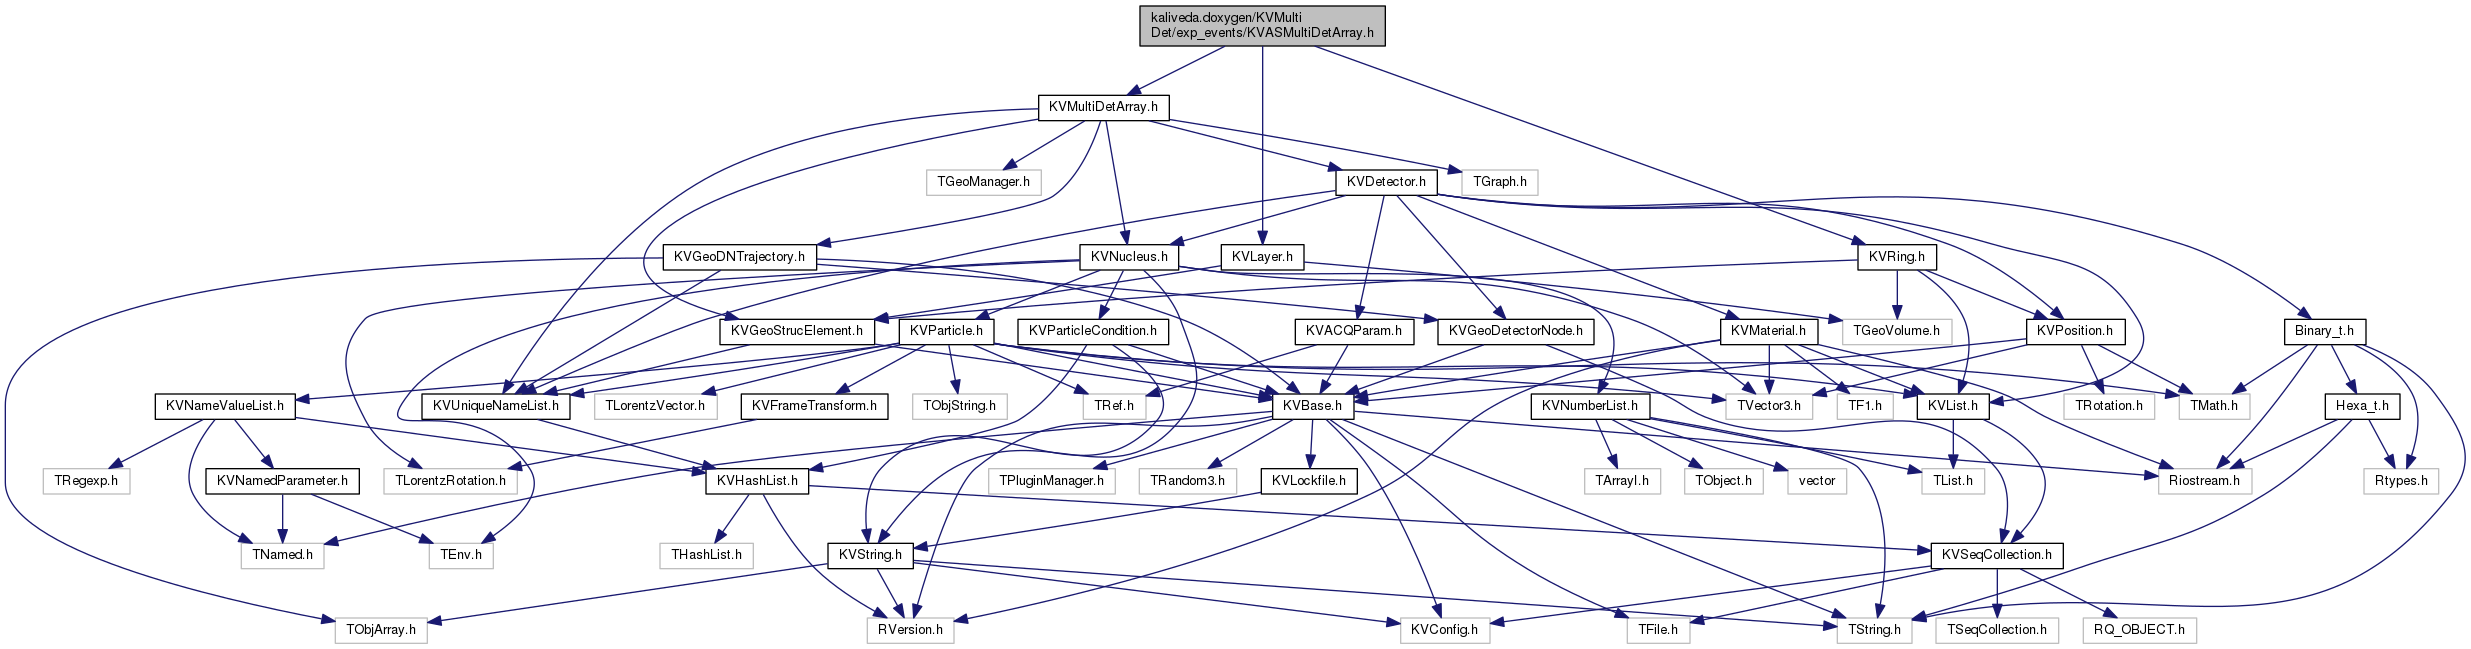 kaliveda.doxygen/KVMulti
Det/exp_events/KVASMultiDetArray.h
KVMultiDetArray.h
TGeoManager.h
KVDetector.h
TGraph.h
KVGeoDNTrajectory.h
KVNucleus.h
KVLayer.h
KVRing.h
KVGeoStrucElement.h
KVParticle.h
KVParticleCondition.h
KVACQParam.h
KVGeoDetectorNode.h
KVMaterial.h
TGeoVolume.h
KVPosition.h
Binary_t.h
KVNameValueList.h
KVUniqueNameList.h
TLorentzVector.h
KVFrameTransform.h
TObjString.h
TRef.h
KVBase.h
KVNumberList.h
TVector3.h
TF1.h
KVList.h
TRotation.h
TMath.h
Hexa_t.h
TRegexp.h
KVNamedParameter.h
TLorentzRotation.h
KVHashList.h
TPluginManager.h
TRandom3.h
KVLockfile.h
TArrayI.h
TObject.h
vector
TList.h
Riostream.h
Rtypes.h
TNamed.h
TEnv.h
THashList.h
KVString.h
KVSeqCollection.h
TObjArray.h
RVersion.h
KVConfig.h
TFile.h
TString.h
TSeqCollection.h
RQ_OBJECT.h